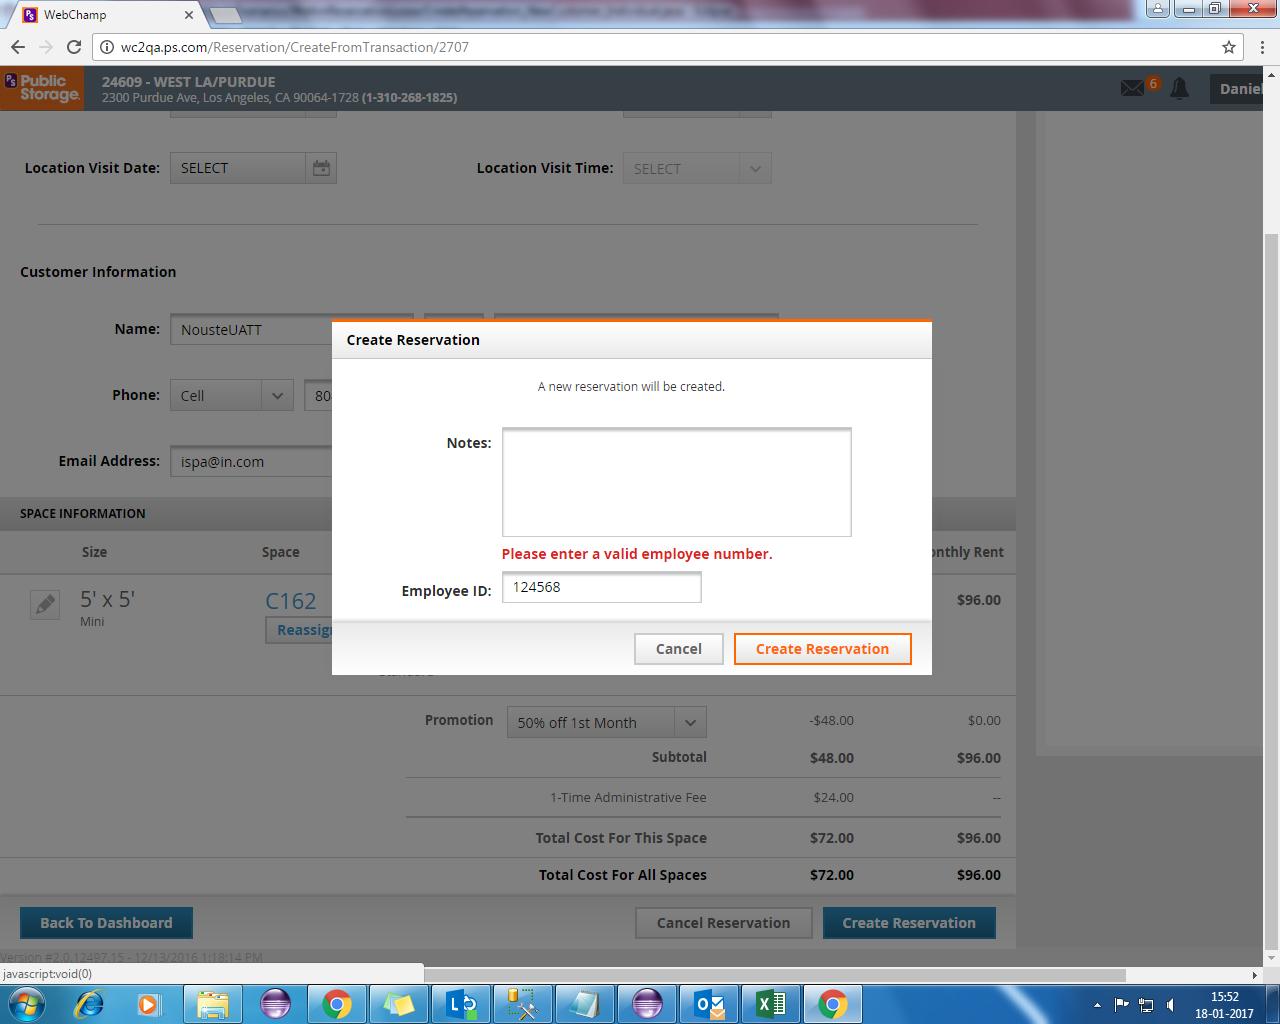 WebChamp
wc2qa.ps.com/Reservation/CreateFromTransaction/2707
Public Storage.
24609 - WEST LA/PURDUE
2300 Purdue Ave, Los Angeles, CA 90064-1728 (1-310-268-1825)
6
Daniel
Location Visit Date: SELECT
Location Visit Time: SELECT
Customer Information
Name: NousteUATT
Phone: Cell 80
Email Address: ispa@in.com
Create Reservation
A new reservation will be created.
Notes:
Please enter a valid employee number.
Employee ID: 124568
Cancel
Create Reservation
SPACE INFORMATION
Size Space onthly Rent
5' x 5' C162 $96.00
Mini
Reassig
Promotion 50% off 1st Month -$48.00 $0.00
Subtotal $48.00 $96.00
1-Time Administrative Fee $24.00 --
Total Cost For This Space $72.00 $96.00
Total Cost For All Spaces $72.00 $96.00
Back To Dashboard
Cancel Reservation
Create Reservation
Version #2.0.12497.15 - 12/13/2016 1:18:14 PM
javascript:void(0)
15:52
18-01-2017